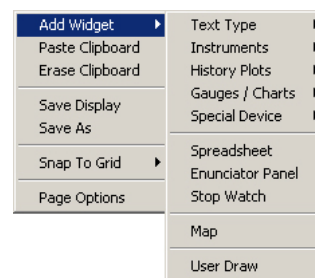 Add Widget
Paste Clipboard
Erase Clipboard
Save Display
Save As
Snap To Grid
Page Options
Text Type
Instruments
History Plots
Gauges / Charts
Special Device
Spreadsheet
Enunciator Panel
Stop Watch
Map
User Draw